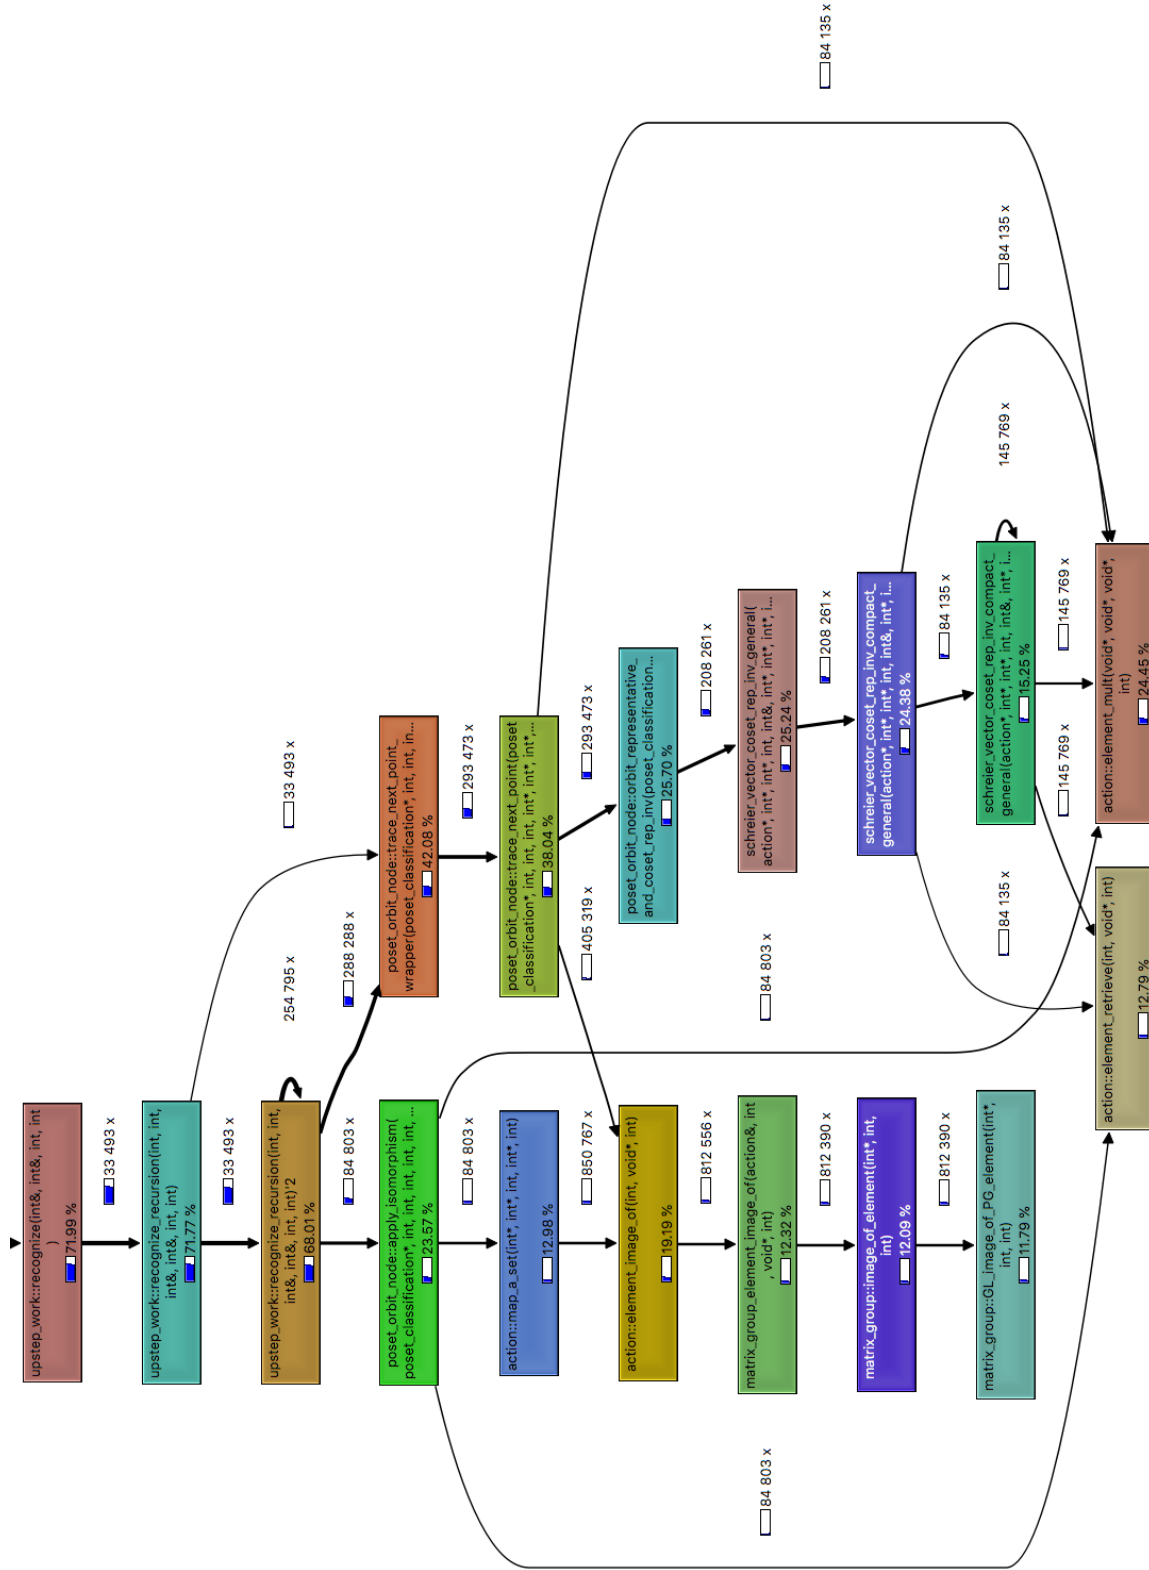 upstep_work::recognize(int&, int&, int, int
)
71.99 %
33 493 x
upstep_work::recognize_recursion(int, int,
int&, int&, int, int)
71.77 %
33 493 x
33 493 x
upstep_work::recognize_recursion(int, int,
int&, int&, int, int)'2
68.01 %
254 795 x
84 803 x
288 288 x
poset_orbit_node::apply_isomorphism(
poset_classification*, int, int, int, int, int, ...
23.57 %
poset_orbit_node::trace_next_point_
wrapper(poset_classification*, int, int, in...
42.08 %
84 803 x
293 473 x
action::map_a_set(int*, int*, int, int*, int)
12.98 %
poset_orbit_node::trace_next_point(poset
_classification*, int, int, int, int*, int*, int*,...
38.04 %
850 767 x
405 319 x
293 473 x
action::element_image_of(int, void*, int)
19.19 %
poset_orbit_node::orbit_representative_
and_coset_rep_inv(poset_classification...
25.70 %
812 556 x
208 261 x
matrix_group_element_image_of(action&, int
, void*, int)
12.32 %
schreier_vector_coset_rep_inv_general(
action*, int*, int, int&, int*, int*, int*, i...
25.24 %
84 803 x
84 803 x
812 390 x
208 261 x
84 135 x
matrix_group::image_of_element(int*, int,
int)
12.09 %
schreier_vector_coset_rep_inv_compact_
general(action*, int*, int*, int, int&, int*, i...
24.38 %
812 390 x
84 135 x
matrix_group::GL_image_of_PG_element(int*,
int, int)
11.79 %
schreier_vector_coset_rep_inv_compact_
general(action*, int*, int*, int, int&, int*, i...
15.25 %
84 135 x
145 769 x
84 135 x
145 769 x
145 769 x
action::element_retrieve(int, void*, int)
12.79 %
action::element_mult(void*, void*, void*,
int)
24.45 %